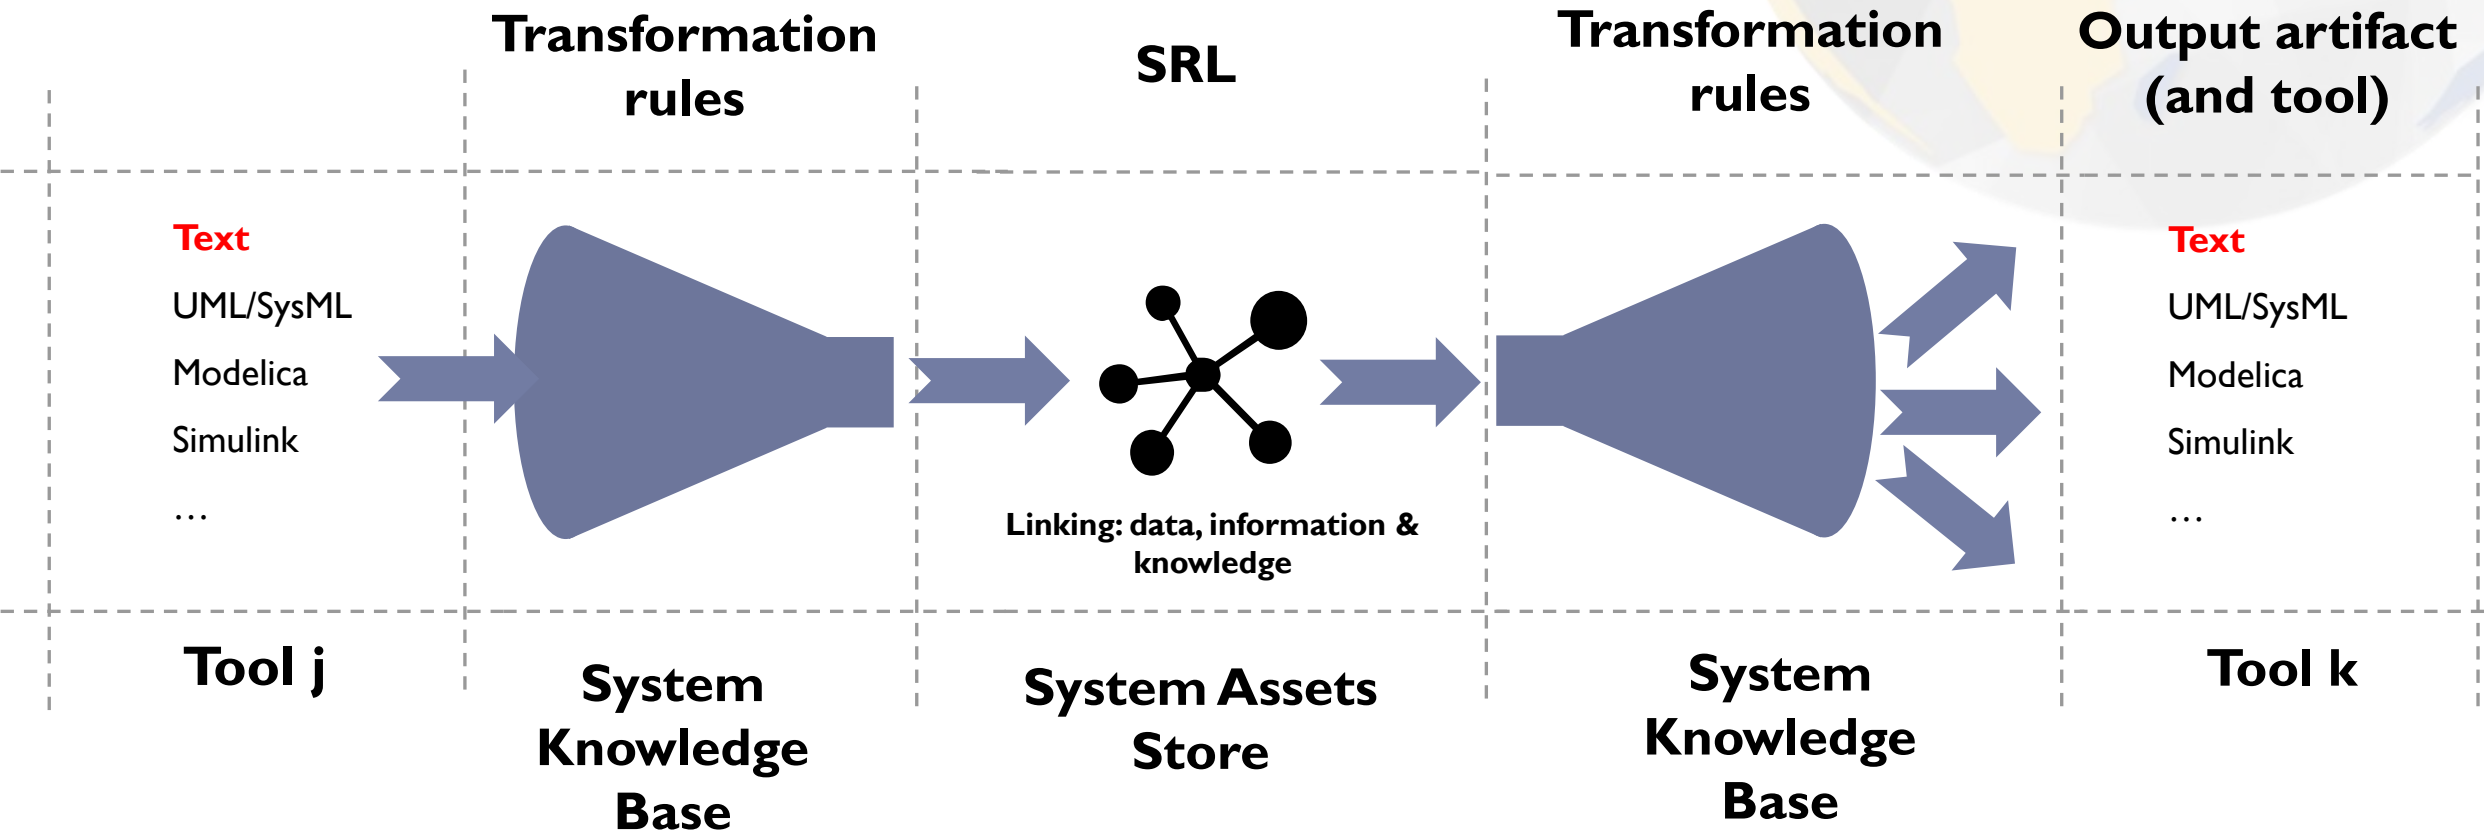 Transformation
rules
SRL
Transformation
rules
Output artifact
(and tool)
Text
UML/SysML
Modelica
Simulink
…
Linking: data, information &
knowledge
Text
UML/SysML
Modelica
Simulink
…
Tool j
System
Knowledge
Base
System Assets
Store
System
Knowledge
Base
Tool k